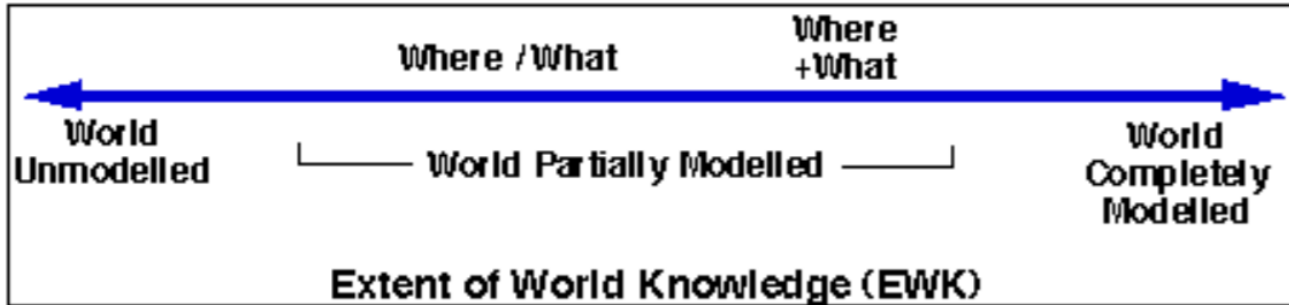 Where / What
Where
+What
World
Unmodelled
World Partially Modelled
World
Completely
Modelled
Extent of World Knowledge (EWK)